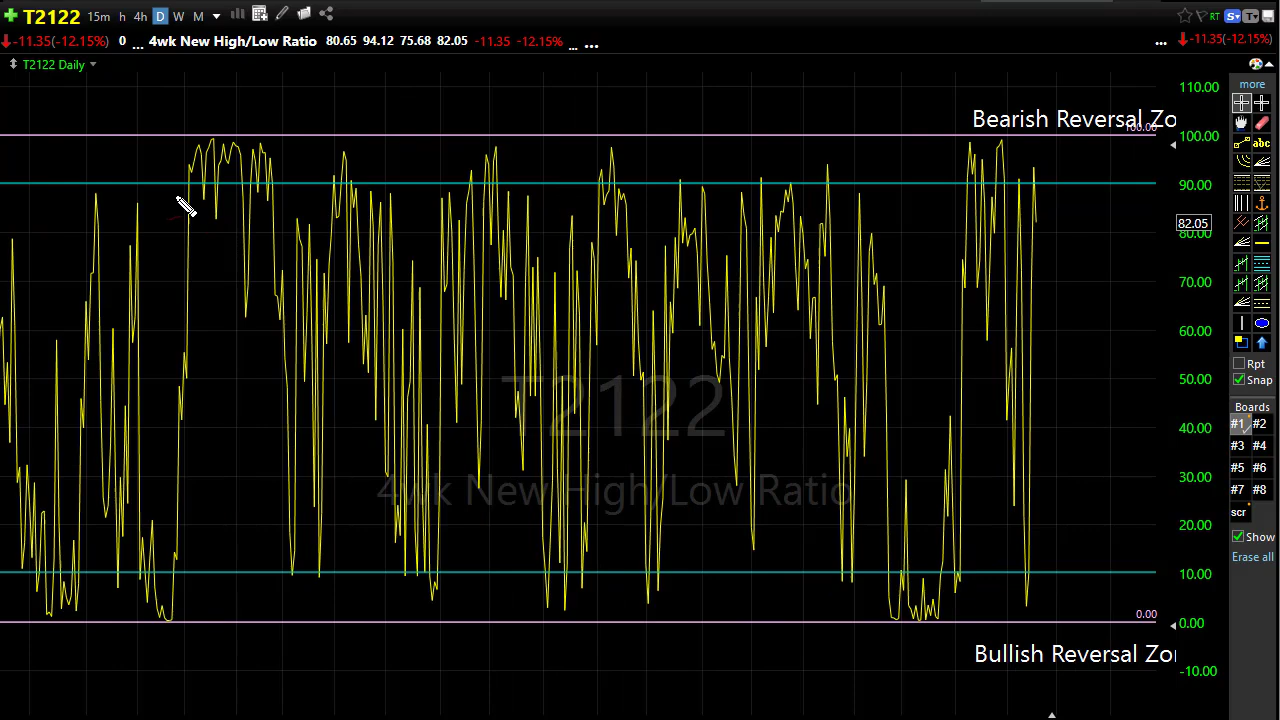 T2122 15m h 4h D W M RT S T
-11.35(-12.15%) 0 ... 4wk New High/Low Ratio 80.65 94.12 75.68 82.05 -11.35 -12.15% ... ... ... -11.35(-12.15%)
T2122 Daily
more
110.00
Bearish Reversal Zo
100.00
100.00
abc
90.00
82.05
80.00
70.00
60.00
Rpt
50.00
Snap
T2122
Boards
#1 #2
40.00
#3 #4
#5 #6
4wk New High/Low Ratio
30.00
#7 #8
scr
20.00
Show
Erase all
10.00
0.00
0.00
Bullish Reversal Zo
-10.00